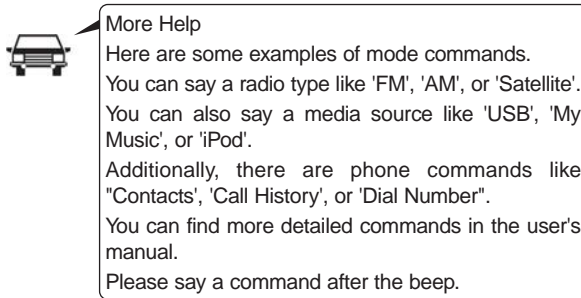 More Help
Here are some examples of mode commands.
You can say a radio type like 'FM', 'AM', or 'Satellite'.
You can also say a media source like 'USB', 'My
Music', or 'iPod'.
Additionally, there are phone commands like
"Contacts', 'Call History', or 'Dial Number".
You can find more detailed commands in the user's
manual.
Please say a command after the beep.